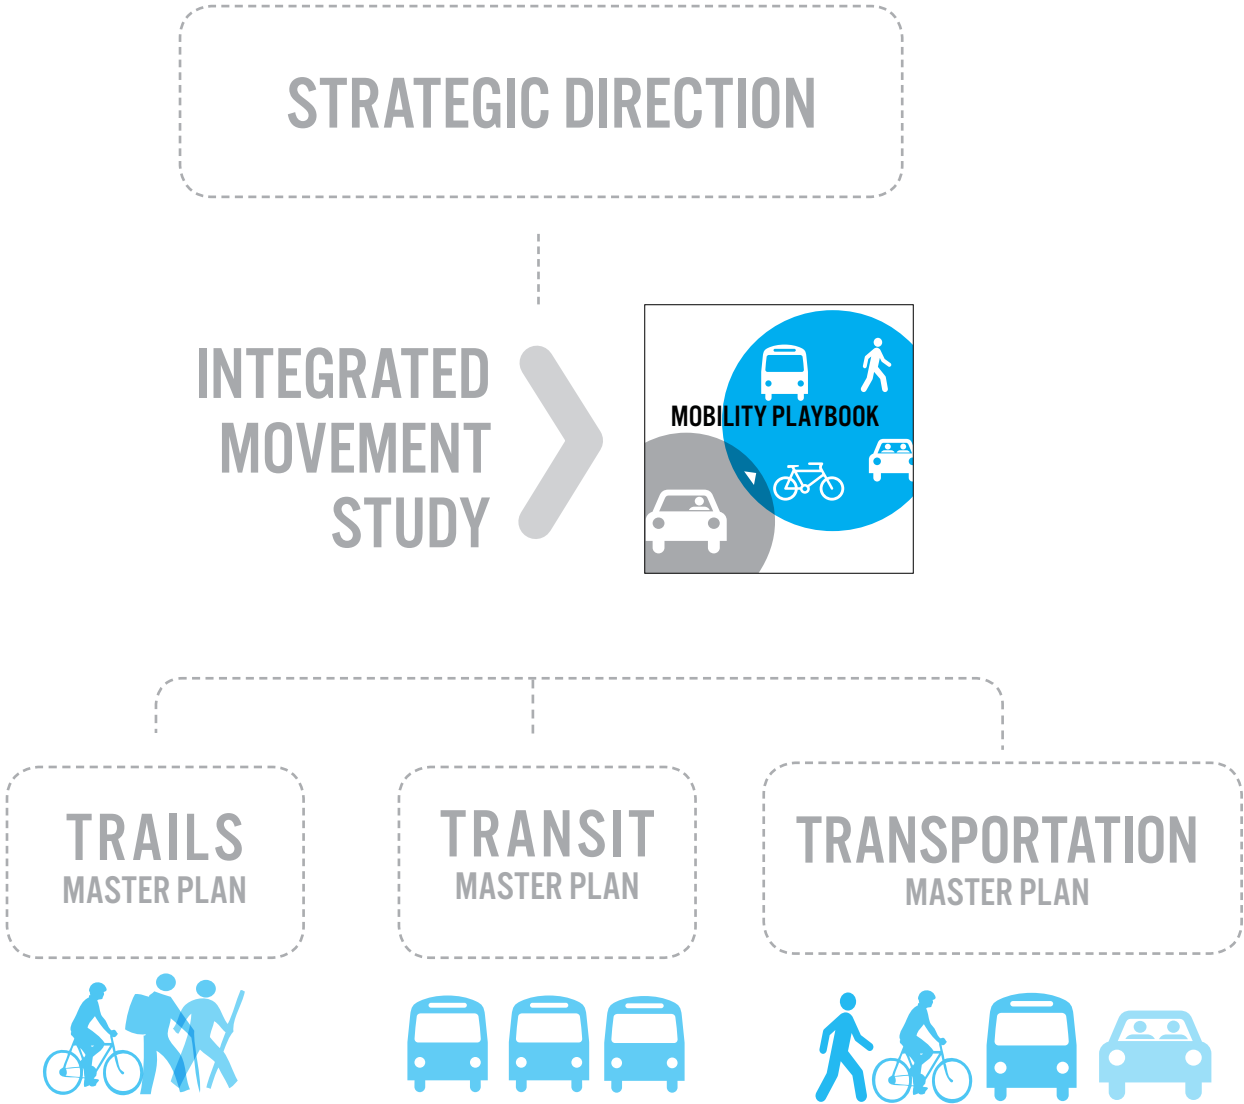 STRATEGIC DIRECTION
INTEGRATED
MOVEMENT
STUDY
MOBILITY PLAYBOOK
TRAILS
MASTER PLAN
TRANSIT
MASTER PLAN
TRANSPORTATION
MASTER PLAN